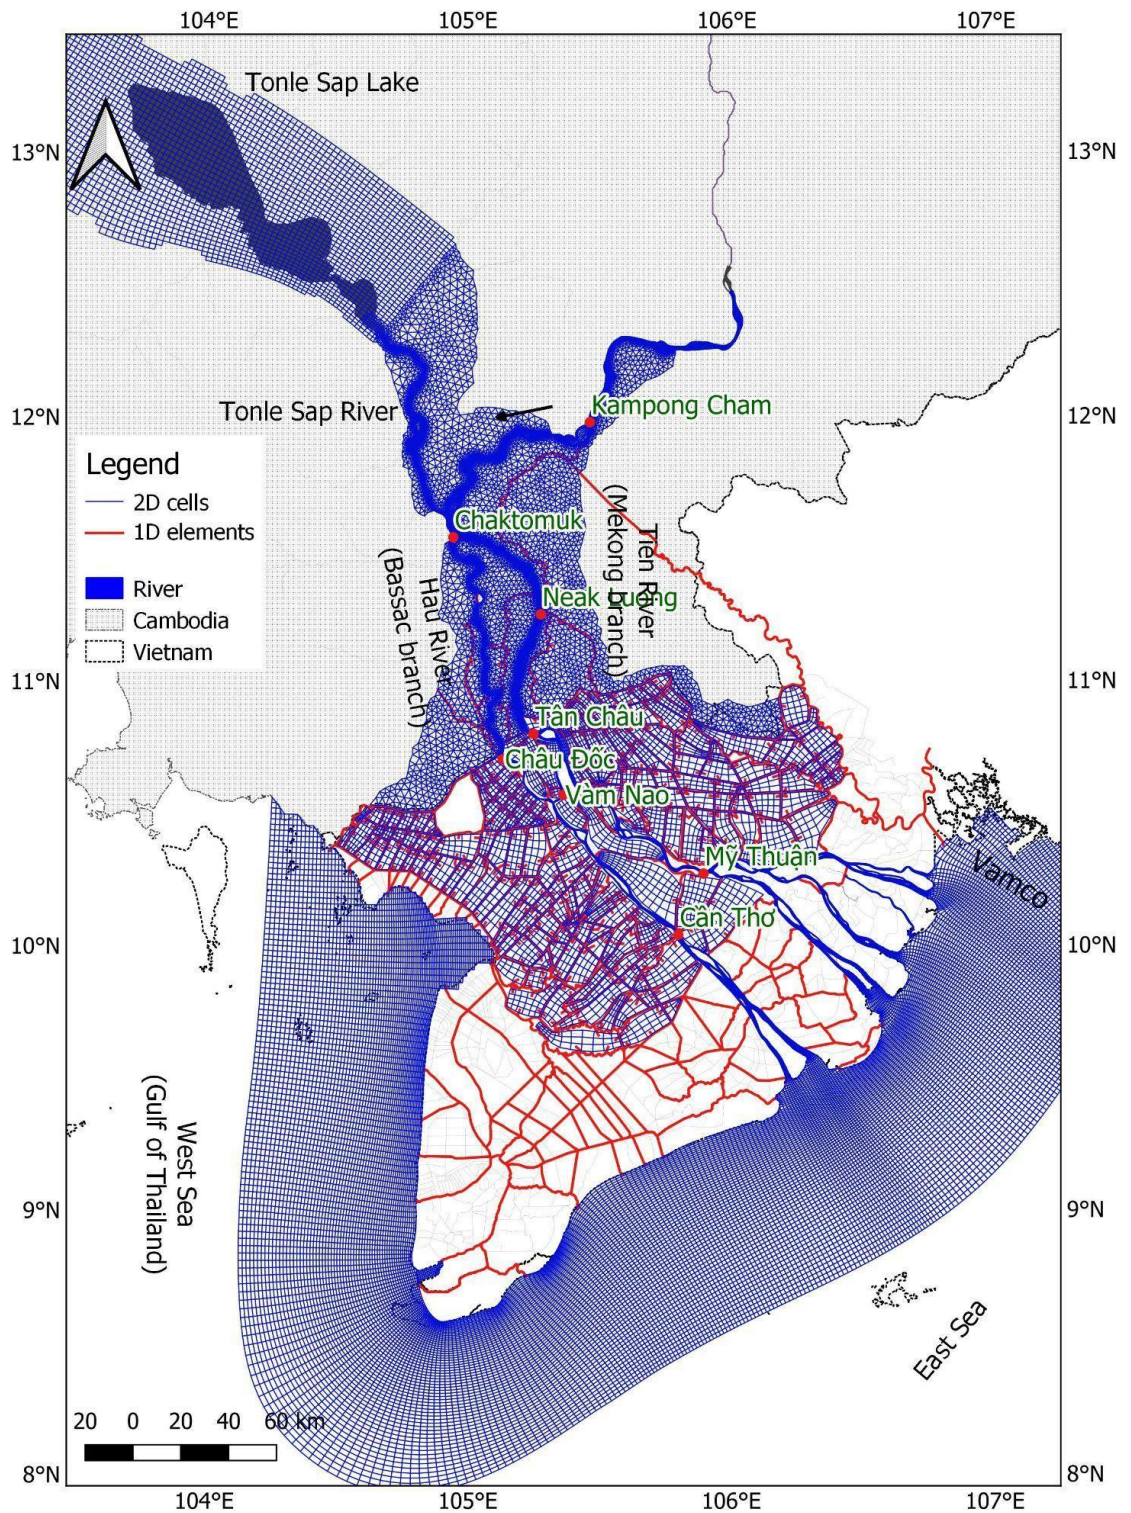 104°E 105°E 106°E 107°E
Tonle Sap Lake
13°N 13°N
Kampong Cham
12°N Tonle Sap River 12°N
Legend
2D cells
1D elements
River
Cambodia
Vietnam
Chaktomuk
Tien River
(Mekong branch)
Hau River
(Bassac branch)
Neak Luong
11°N 11°N
Tân Châu
Châu Đốc
Vàm Nao
Mỹ Thuận
Vamco
Cần Thơ
10°N 10°N
West Sea
(Gulf of Thailand)
9°N 9°N
East Sea
20 0 20 40 60 km
8°N 8°N
104°E 105°E 106°E 107°E